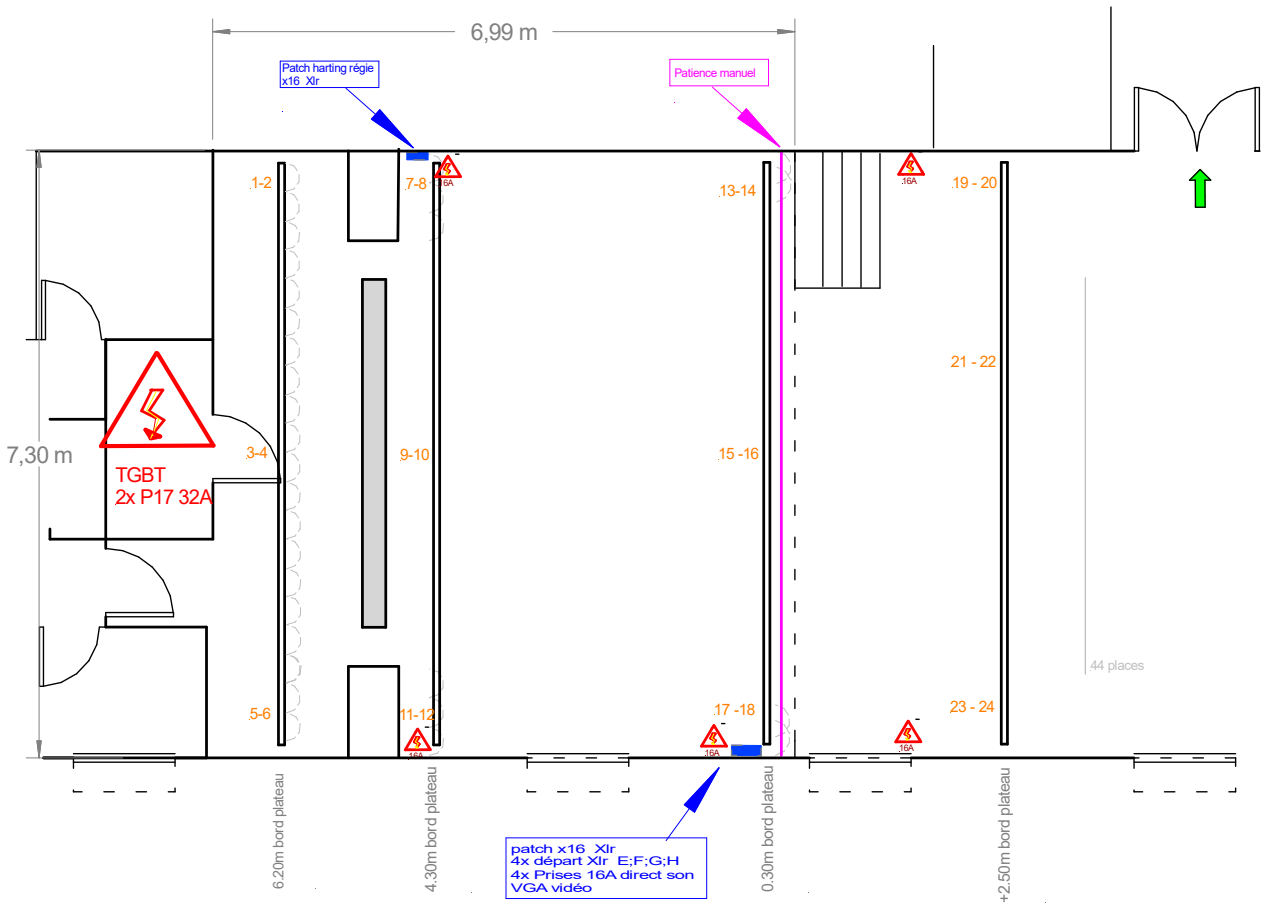 6,99 m
Patch harting régie
x16 Xlr
Patience manuel
1-2
7-8
16A
13-14
16A
19 - 20
21 - 22
7,30 m
3-4
9-10
15 -16
TGBT
2x P17 32A
44 places
5-6
11-12
16A
17 -18
16A
23 - 24
16A
6.20m bord plateau
4.30m bord plateau
0.30m bord plateau
+2.50m bord plateau
patch x16 Xlr
4x départ Xlr E;F;G;H
4x Prises 16A direct son
VGA vidéo